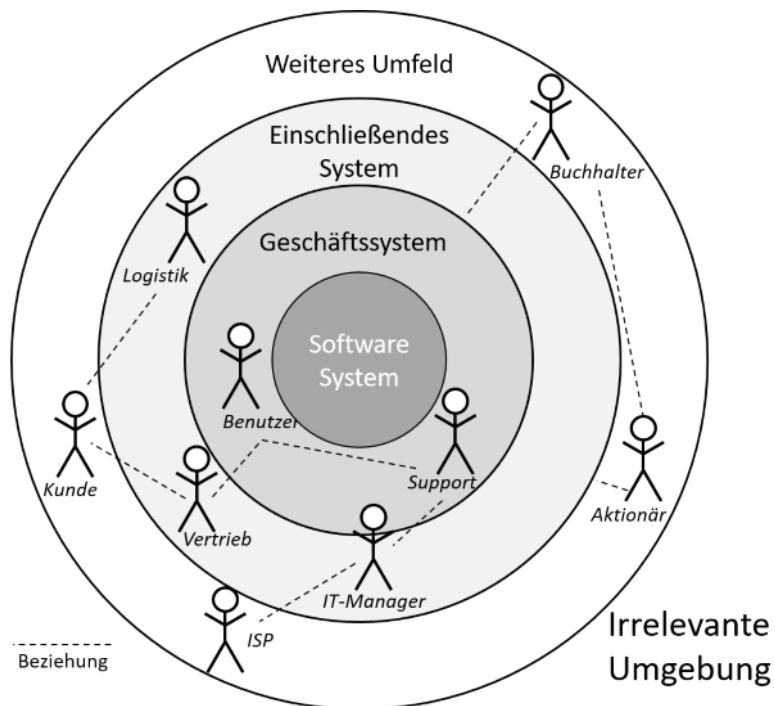 Weiteres Umfeld
Einschließendes
System
Buchhalter
Geschäftssystem
Logistik
Software
System
Benutzer
Kunde
Support
Vertrieb
Aktionär
IT-Manager
ISP
Beziehung
Irrelevante
Umgebung